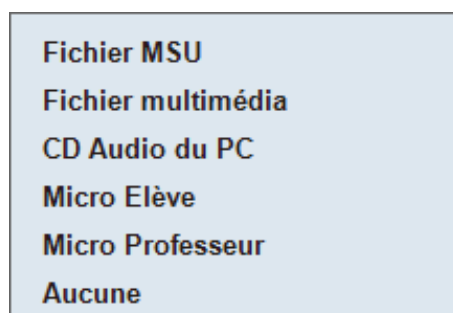 Fichier MSU
Fichier multimédia
CD Audio du PC
Micro Elève
Micro Professeur
Aucune